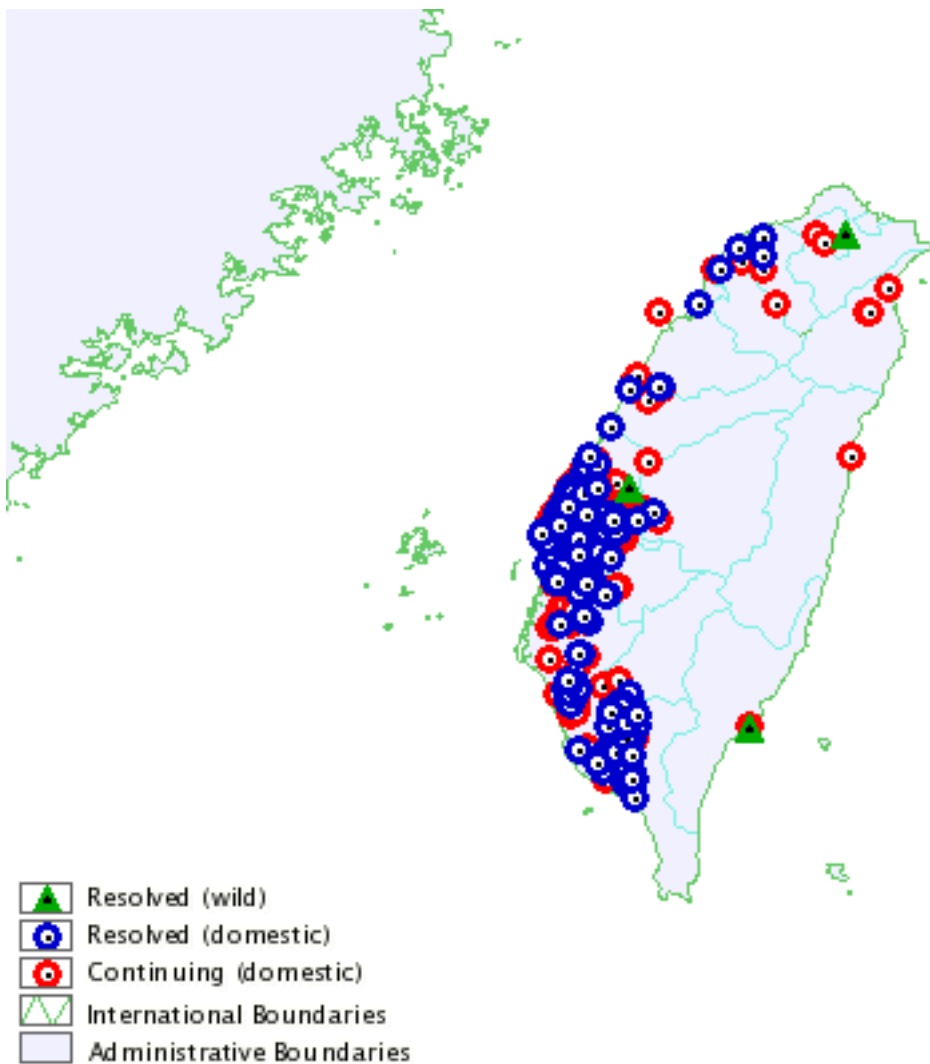 Resolved (wild)
Resolved (domestic)
Continuing (domestic)
International Boundaries
Administrative Boundaries